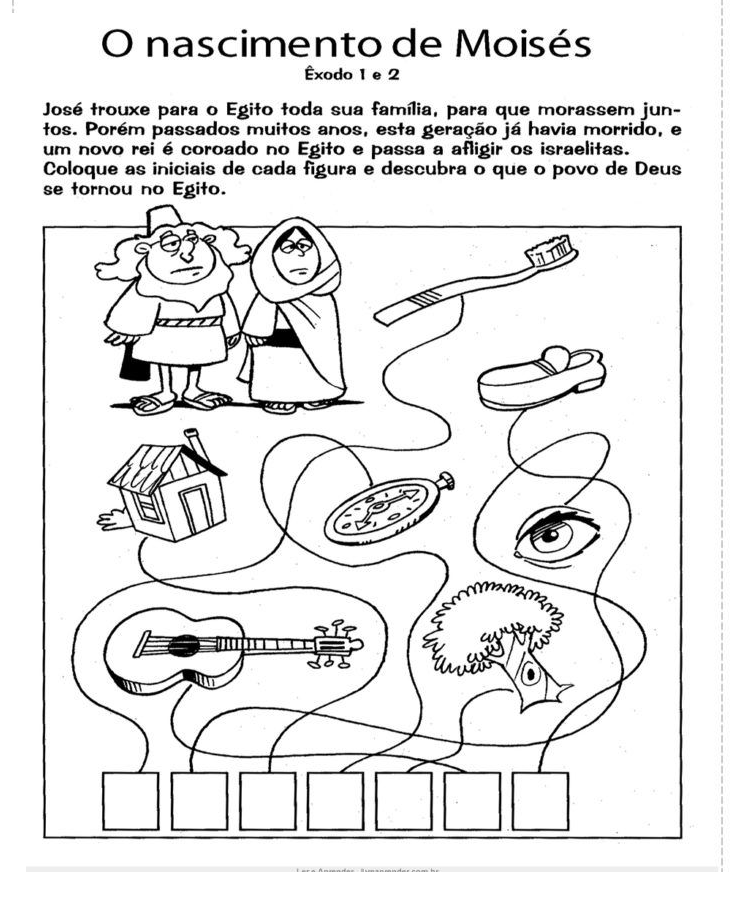 O nascimento de Moisés
Êxodo 1 e 2
José trouxe para o Egito toda sua família, para que morassem jun-
tos. Porém passados muitos anos, esta geração já havia morrido, e
um novo rei é coroado no Egito e passa a afligir os israelitas.
Coloque as iniciais de cada figura e descubra o que o povo de Deus
se tornou no Egito.